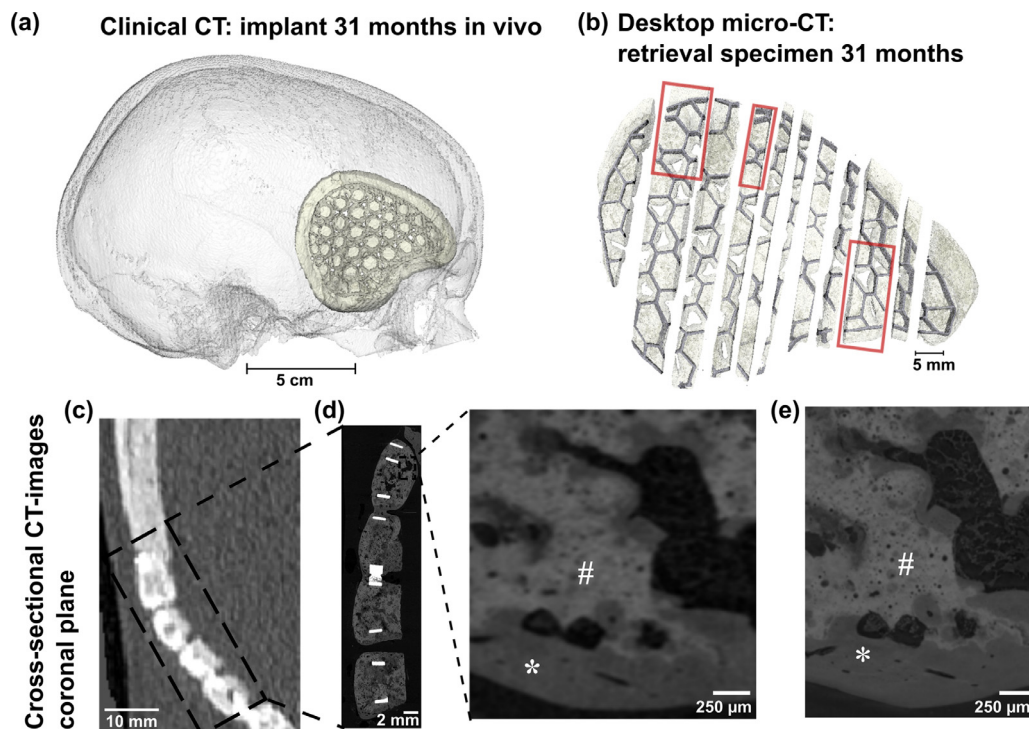 (a) Clinical CT: implant 31 months in vivo
(b) Desktop micro-CT:
retrieval specimen 31 months
5 cm
5 mm
Cross-sectional CT-images
coronal plane
(c)
10 mm
(d)
2 mm
#
*
250 µm
(e)
#
*
250 µm